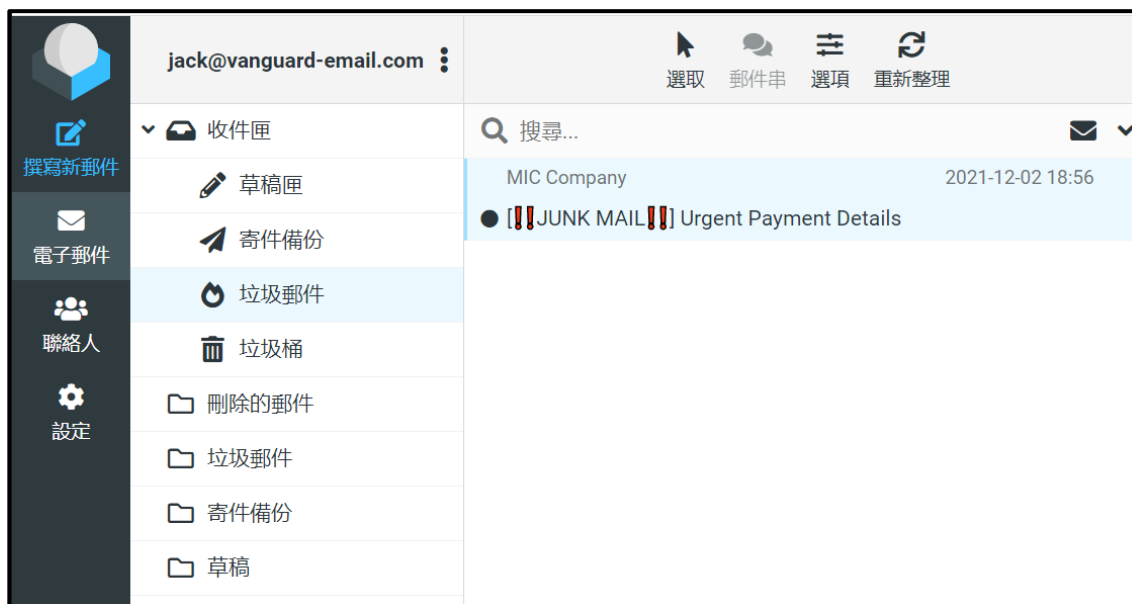 jack@vanguard-email.com
選取
郵件串
選項
重新整理
撰寫新郵件
電子郵件
聯絡人
設定
收件匣
草稿匣
寄件備份
垃圾郵件
垃圾桶
刪除的郵件
垃圾郵件
寄件備份
草稿
搜尋...
MIC Company 2021-12-02 18:56
[‼JUNK MAIL‼] Urgent Payment Details